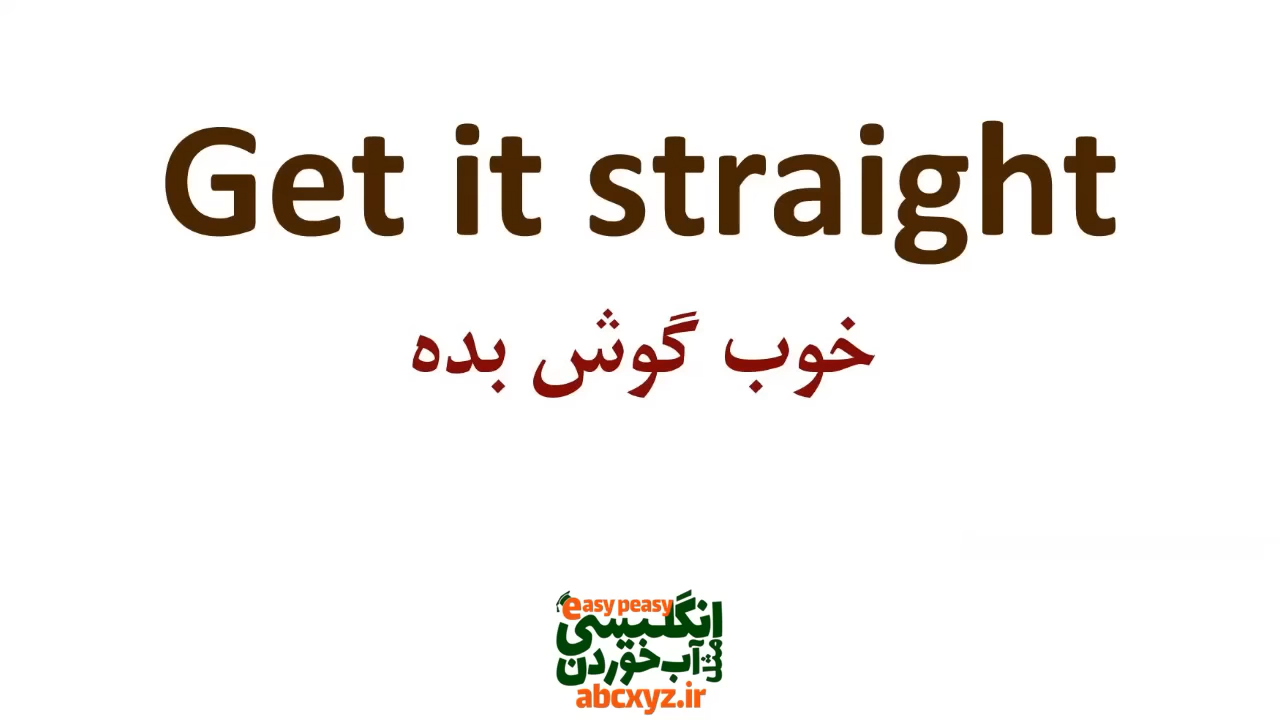 Get it straight
خوب گوش بده
easy peasy
انگلیسی
مثل آب خوردن
abcxyz.ir